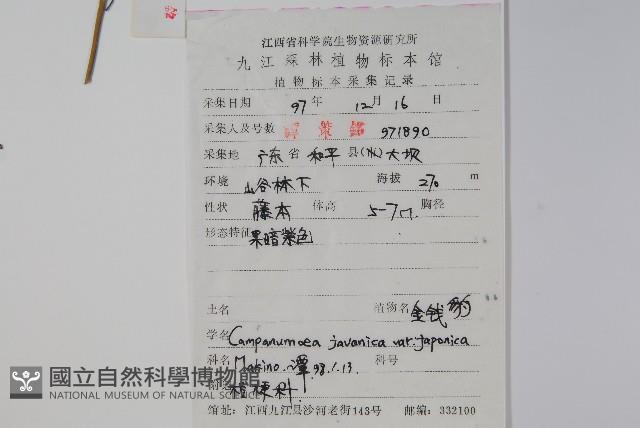 江西省科学院生物资源研究所
九江森林植物标本馆
植物标本采集记录
采集日期 97 年 12 月 16 日
采集人及号数 譚策銘 971890
采集地 广东 省 和平 县(市) 大坝
环境 山谷林下 海拔 270 m
性状 藤本 体高 5-7m 胸径
形态特征 果暗紫色
土名 植物名 金钱豹
学名 Campanumoea javanica var. japonica
科名 Makino. 谭 98.1.13. 科号
桔梗科
國立自然科學博物館
NATIONAL MUSEUM OF NATURAL SCIENCE
馆址：江西九江县沙河老街143号 邮编：332100